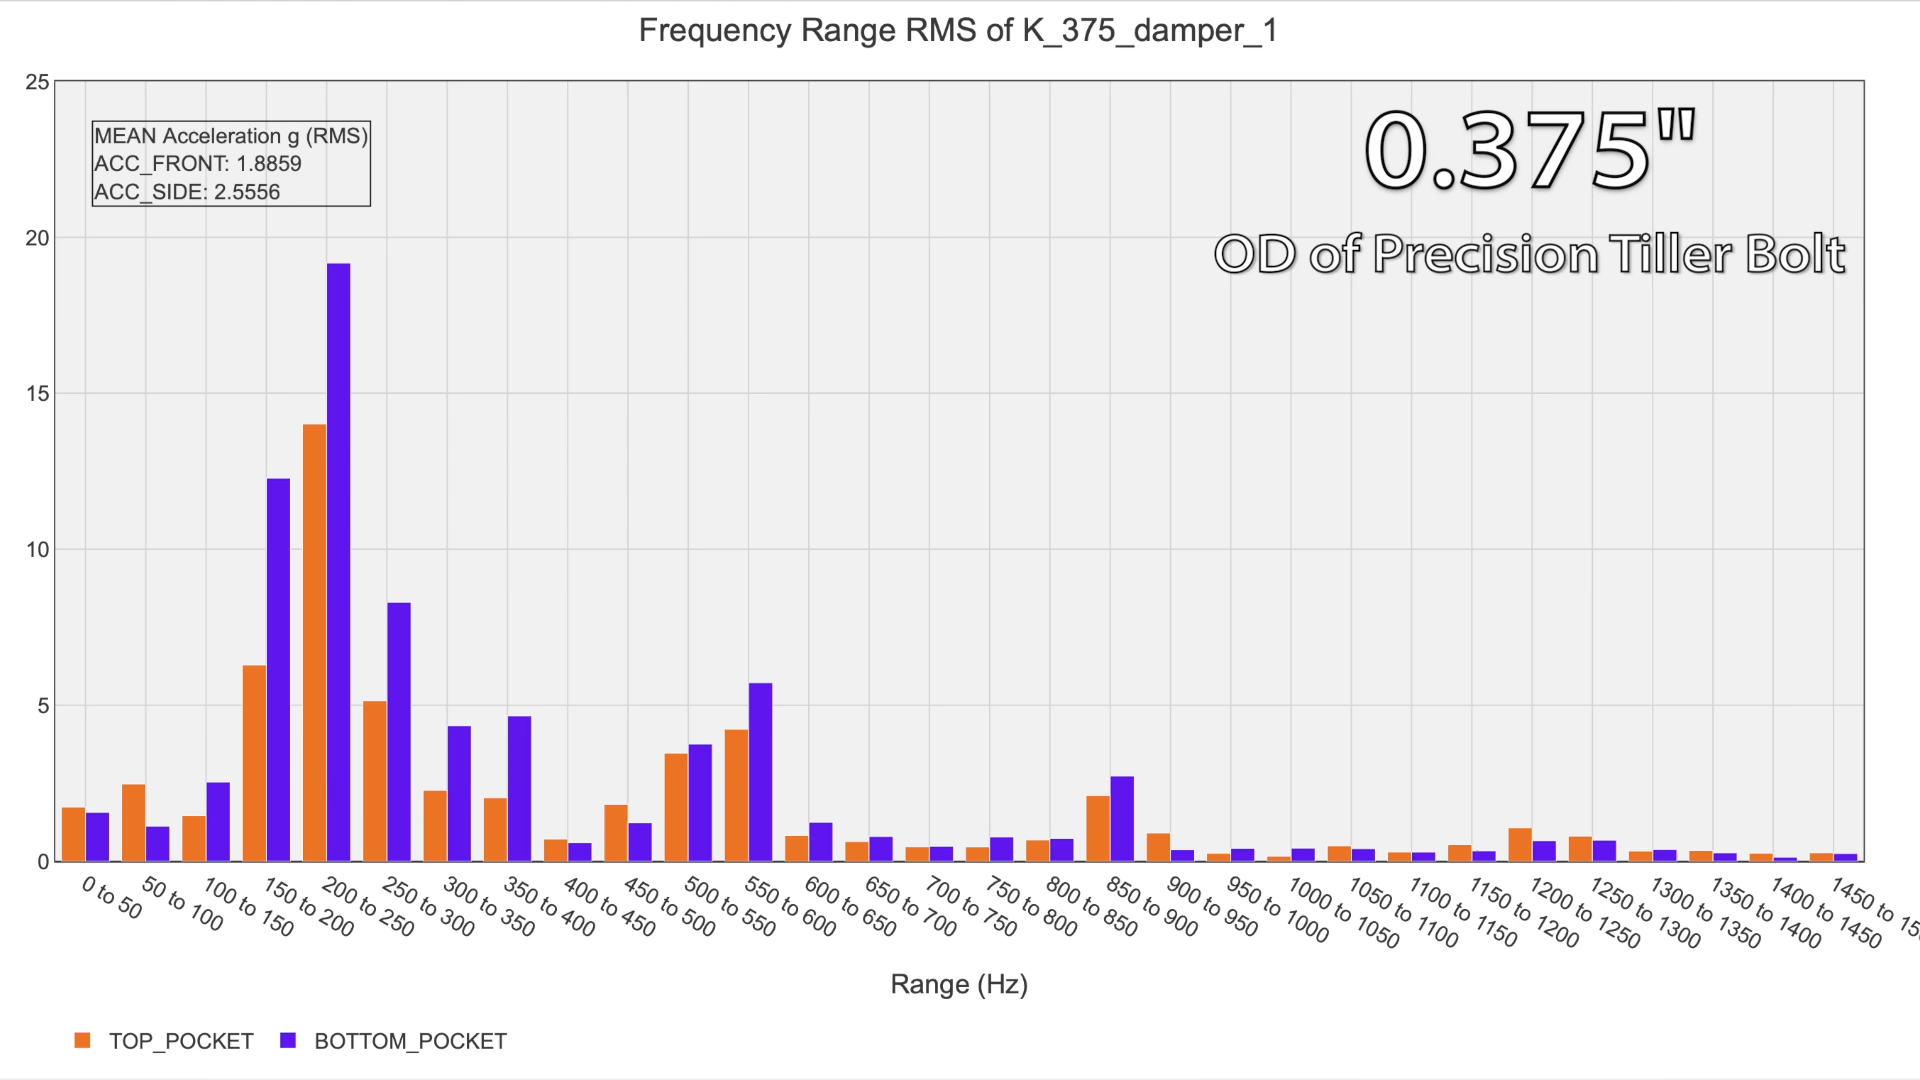 Frequency Range RMS of K_375_damper_1
25
MEAN Acceleration g (RMS)
ACC_FRONT: 1.8859
ACC_SIDE: 2.5556
0.375"
OD of Precision Tiller Bolt
20
15
10
5
0
0 to 50
50 to 100
100 to 150
150 to 200
200 to 250
250 to 300
300 to 350
350 to 400
400 to 450
450 to 500
500 to 550
550 to 600
600 to 650
650 to 700
700 to 750
750 to 800
800 to 850
850 to 900
900 to 950
950 to 1000
1000 to 1050
1050 to 1100
1100 to 1150
1150 to 1200
1200 to 1250
1250 to 1300
1300 to 1350
1350 to 1400
1400 to 1450
1450 to
Range (Hz)
TOP_POCKET
BOTTOM_POCKET